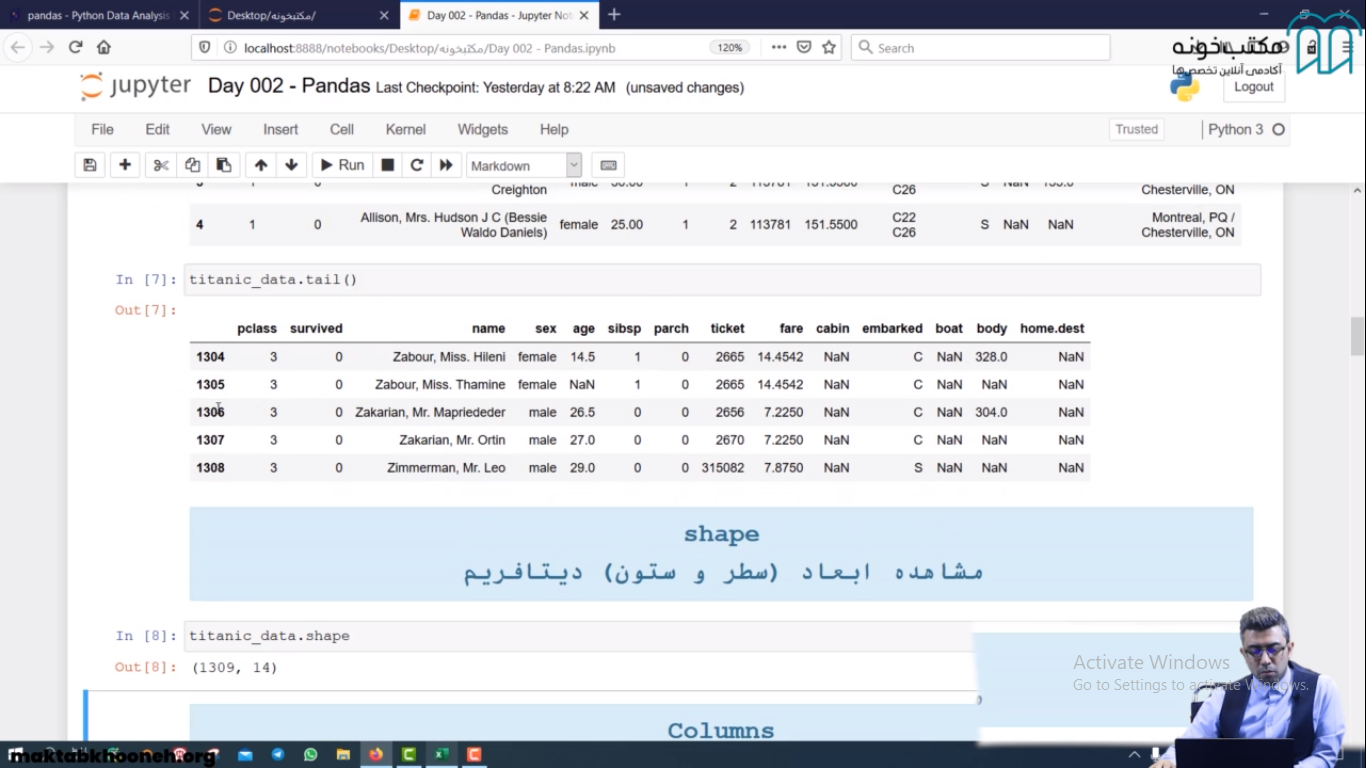 pandas - Python Data Analysis
Desktop/مکتبخونه/
Day 002 - Pandas - Jupyter Not
localhost:8888/notebooks/Desktop/مکتبخونه/Day 002 - Pandas.ipynb
120%
Search
مکتب‌خونه
آکادمی آنلاین تخصص‌ها
jupyter Day 002 - Pandas Last Checkpoint: Yesterday at 8:22 AM (unsaved changes)
Logout
File Edit View Insert Cell Kernel Widgets Help
Trusted
Python 3
Run
Markdown
Creighton
C26
Chesterville, ON
4 1 0 Allison, Mrs. Hudson J C (Bessie Waldo Daniels) female 25.00 1 2 113781 151.5500 C22 C26 S NaN NaN Montreal, PQ / Chesterville, ON
In [7]: titanic_data.tail()
Out[7]:
pclass survived name sex age sibsp parch ticket fare cabin embarked boat body home.dest
1304 3 0 Zabour, Miss. Hileni female 14.5 1 0 2665 14.4542 NaN C NaN 328.0 NaN
1305 3 0 Zabour, Miss. Thamine female NaN 1 0 2665 14.4542 NaN C NaN NaN NaN
1306 3 0 Zakarian, Mr. Mapriededer male 26.5 0 0 2656 7.2250 NaN C NaN 304.0 NaN
1307 3 0 Zakarian, Mr. Ortin male 27.0 0 0 2670 7.2250 NaN C NaN NaN NaN
1308 3 0 Zimmerman, Mr. Leo male 29.0 0 0 315082 7.8750 NaN S NaN NaN NaN
shape
مشاهده ابعاد (سطر و ستون) دیتافریم
In [8]: titanic_data.shape
Out[8]: (1309, 14)
Activate Windows
Go to Settings to activate Windows.
Columns
maktabkhooneh.org